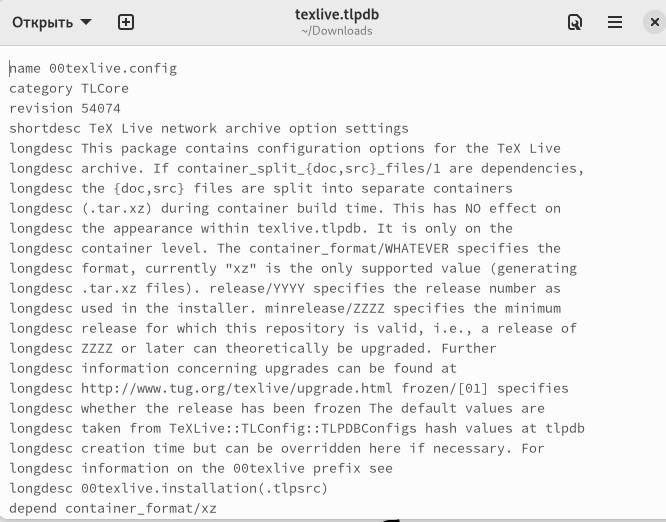 Открыть
texlive.tlpdb
~/Downloads
name 00texlive.config
category TLCore
revision 54074
shortdesc TeX Live network archive option settings
longdesc This package contains configuration options for the TeX Live
longdesc archive. If container_split_{doc,src}_files/1 are dependencies,
longdesc the {doc,src} files are split into separate containers
longdesc (.tar.xz) during container build time. This has NO effect on
longdesc the appearance within texlive.tlpdb. It is only on the
longdesc container level. The container_format/WHATEVER specifies the
longdesc format, currently "xz" is the only supported value (generating
longdesc .tar.xz files). release/YYYY specifies the release number as
longdesc used in the installer. minrelease/ZZZZ specifies the minimum
longdesc release for which this repository is valid, i.e., a release of
longdesc ZZZZ or later can theoretically be upgraded. Further
longdesc information concerning upgrades can be found at
longdesc http://www.tug.org/texlive/upgrade.html frozen/[01] specifies
longdesc whether the release has been frozen The default values are
longdesc taken from TeXLive::TLConfig::TLPDBConfigs hash values at tlpdb
longdesc creation time but can be overridden here if necessary. For
longdesc information on the 00texlive prefix see
longdesc 00texlive.installation(.tlpsrc)
depend container_format/xz